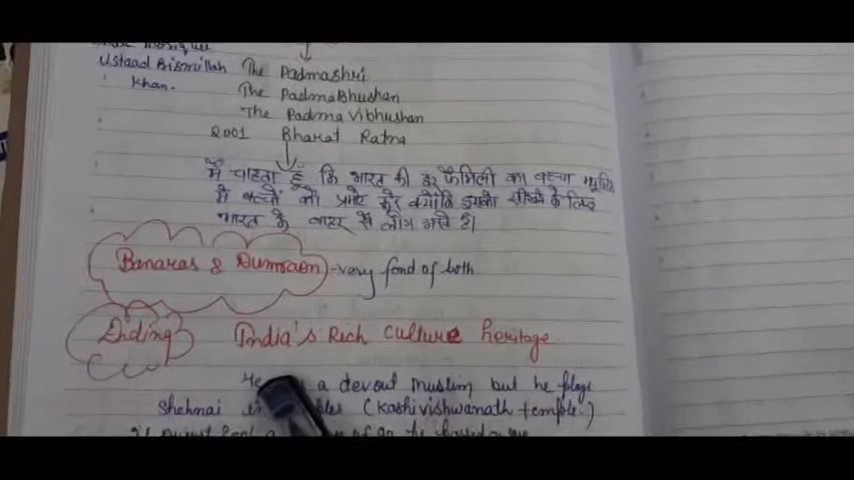 Ustaad Bismillah The Padmashri
Khan. The PadmaBhushan
The Padma Vibhushan
2001 Bharat Ratna
मैं चाहता हूँ कि भारत की हर फैमिली का बच्चा
में बच्चों को करे क्योंकि इसको सीखने के लिए
भारत के बाहर से लोग आते हैं।
Banaras & Dumraon - very fond of both
Ending India's Rich culture heritage
He a devout muslim but he plays
shehnai (Kashivishwanath temple.)